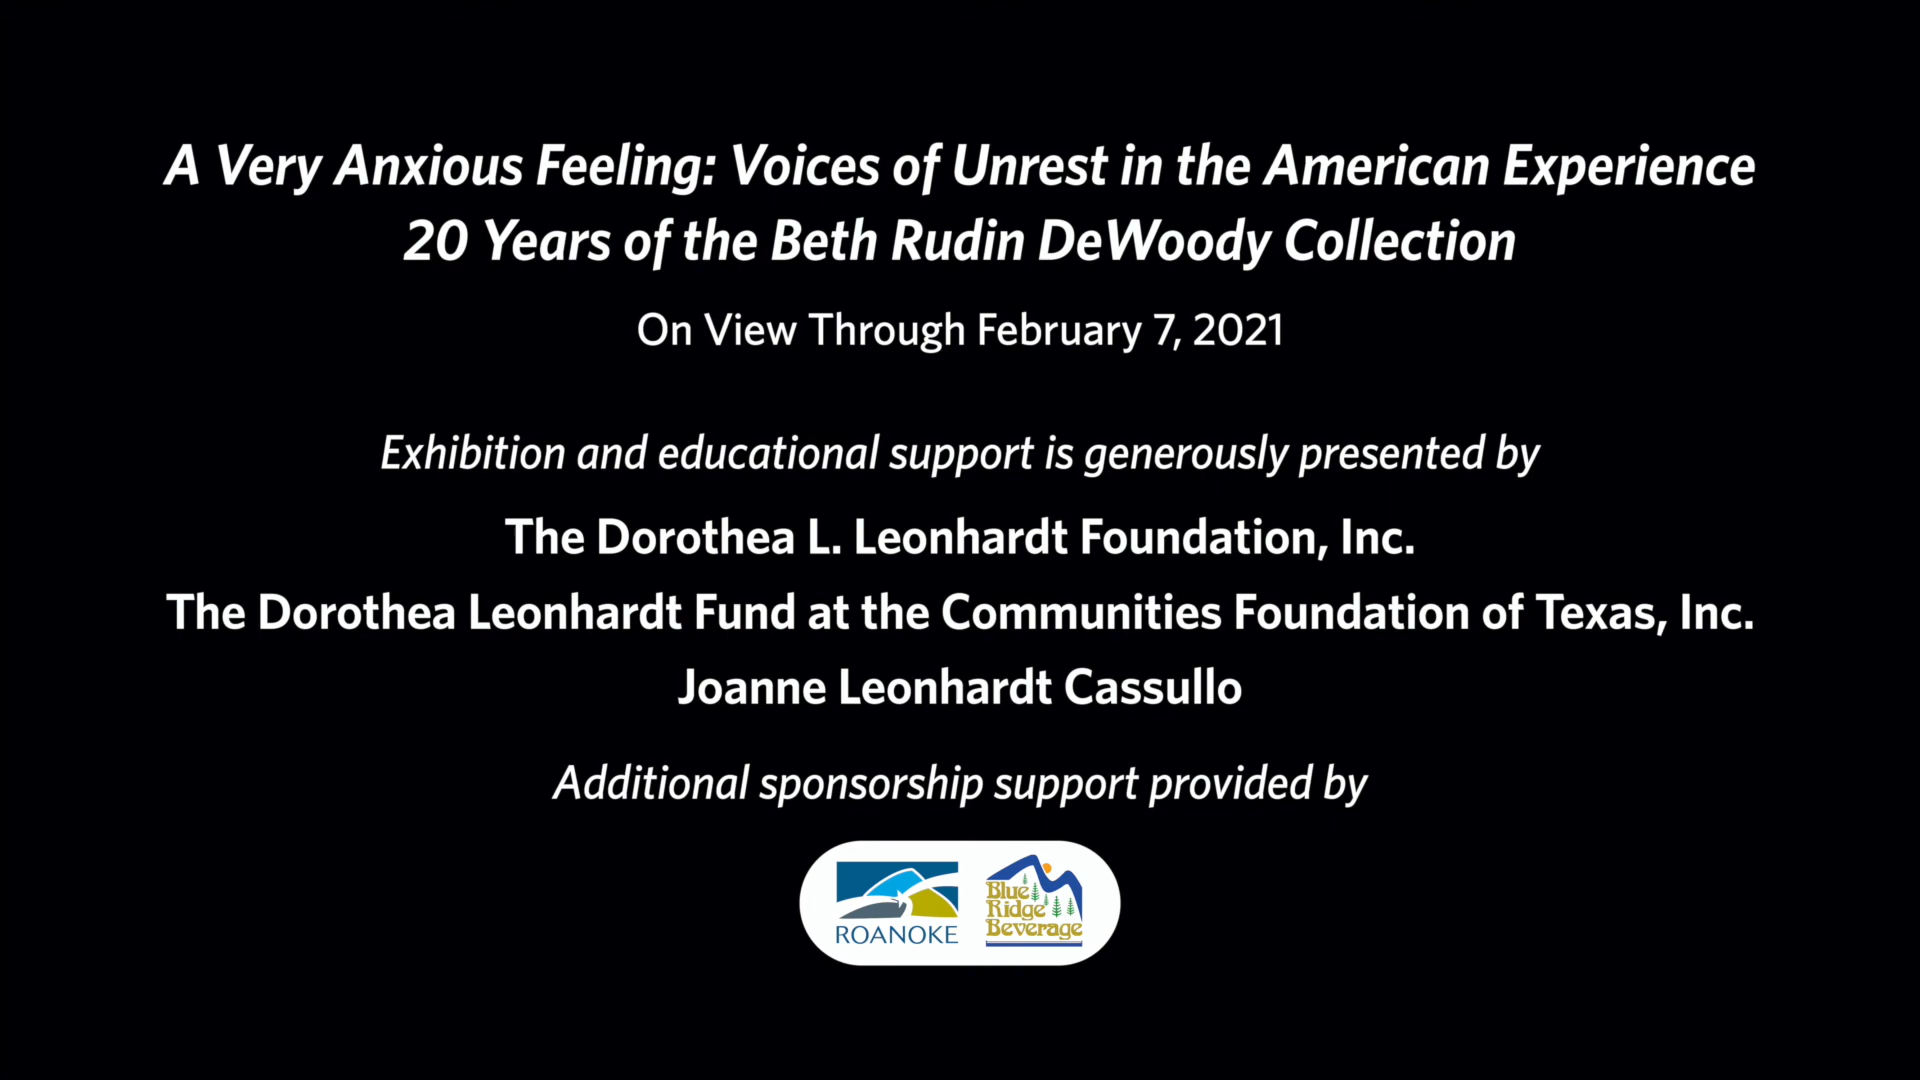 A Very Anxious Feeling: Voices of Unrest in the American Experience
20 Years of the Beth Rudin DeWoody Collection
On View Through February 7, 2021
Exhibition and educational support is generously presented by
The Dorothea L. Leonhardt Foundation, Inc.
The Dorothea Leonhardt Fund at the Communities Foundation of Texas, Inc.
Joanne Leonhardt Cassullo
Additional sponsorship support provided by
ROANOKE
Blue
Ridge
Beverage